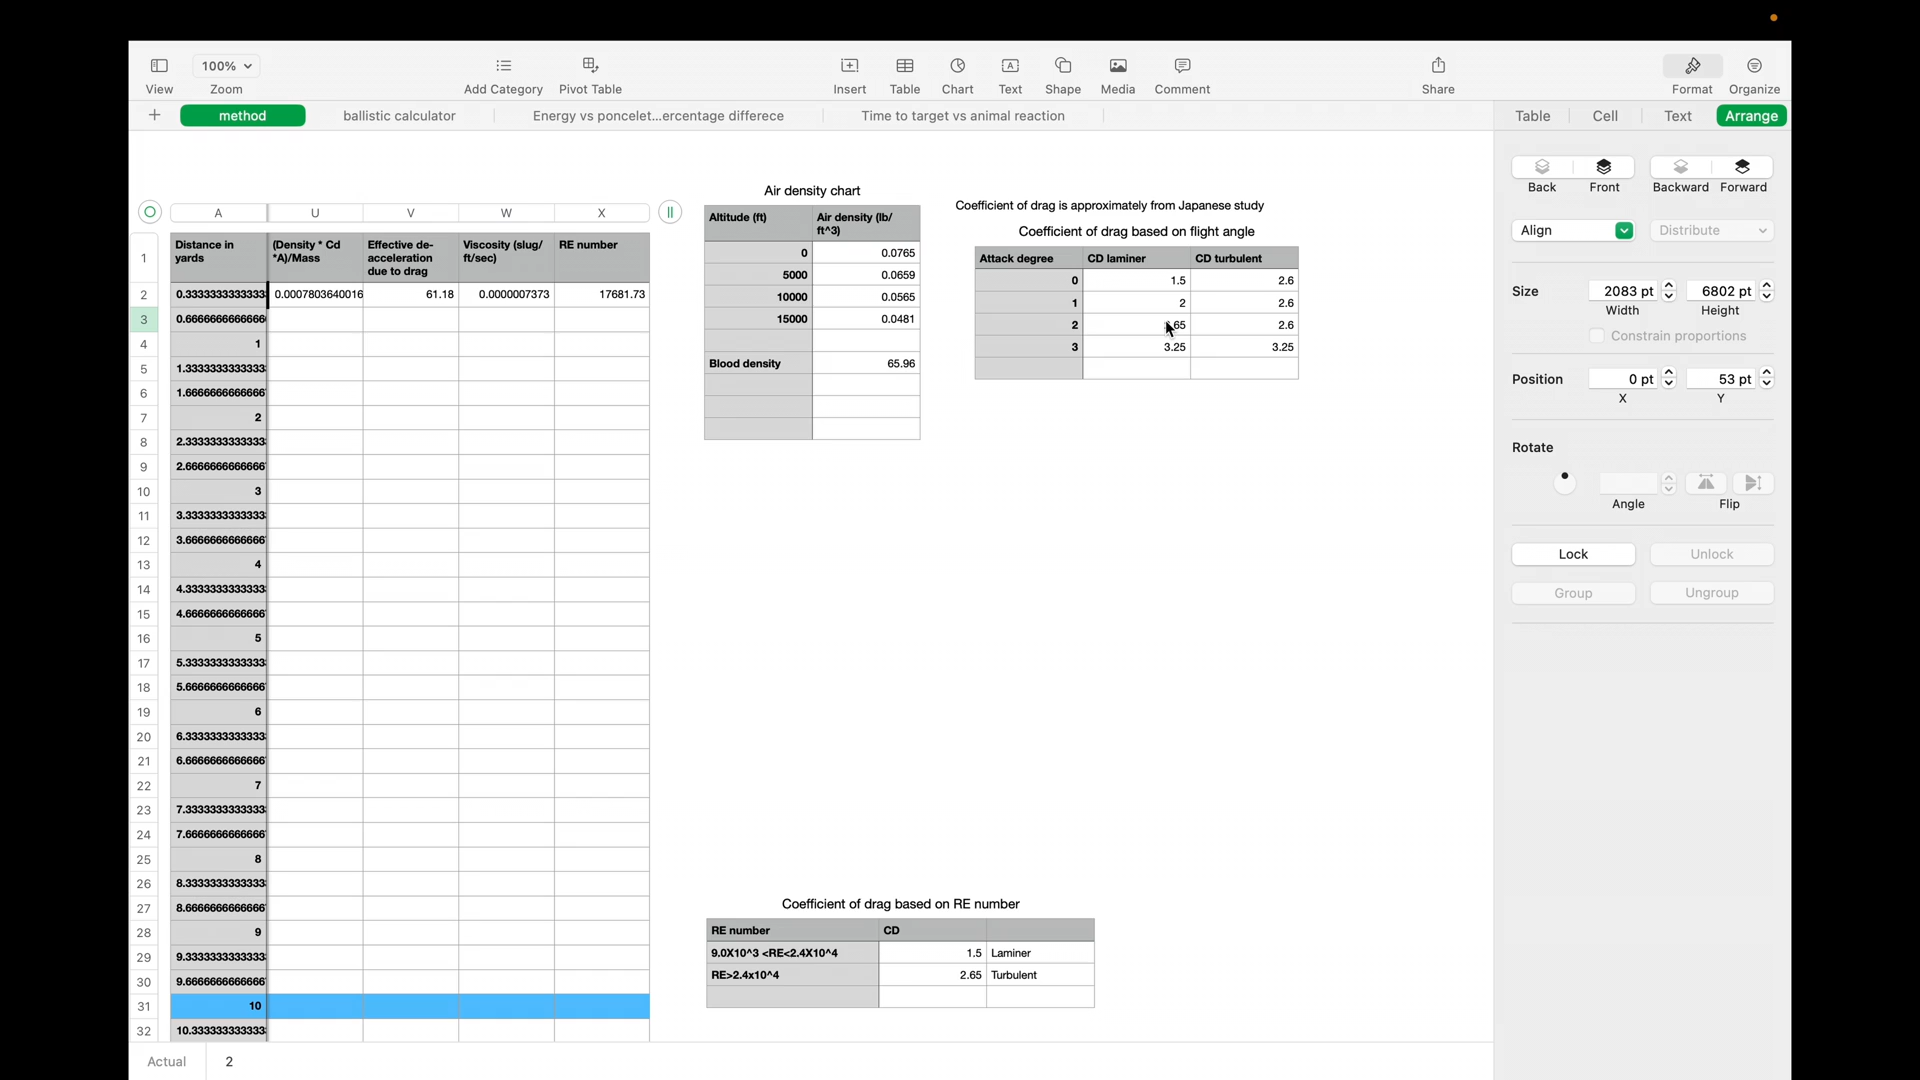 100%
View
Zoom
Add Category
Pivot Table
Insert
Table
Chart
Text
Shape
Media
Comment
Share
Format
Organize
method
ballistic calculator
Energy vs poncelet...ercentage differece
Time to target vs animal reaction
Table
Cell
Text
Arrange
A
U
V
W
X
1
Distance in
yards
(Density * Cd
*A)/Mass
Effective de-
acceleration
due to drag
Viscosity (slug/
ft/sec)
RE number
2 0.3333333333333 0.0007803640016 61.18 0.0000007373 17681.73
3 0.6666666666666
4 1
5 1.3333333333333
6 1.6666666666666
7 2
8 2.3333333333333
9 2.6666666666666
10 3
11 3.3333333333333
12 3.6666666666666
13 4
14 4.3333333333333
15 4.6666666666666
16 5
17 5.3333333333333
18 5.6666666666666
19 6
20 6.3333333333333
21 6.6666666666666
22 7
23 7.3333333333333
24 7.6666666666666
25 8
26 8.3333333333333
27 8.6666666666666
28 9
29 9.3333333333333
30 9.6666666666666
31 10
32 10.333333333333
Air density chart
Altitude (ft)
Air density (lb/
ft^3)
0 0.0765
5000 0.0659
10000 0.0565
15000 0.0481
Blood density 65.96
Coefficient of drag is approximately from Japanese study
Coefficient of drag based on flight angle
Attack degree CD laminer CD turbulent
0 1.5 2.6
1 2 2.6
2 2.6
3 3.25 3.25
Coefficient of drag based on RE number
RE number CD
9.0X10^3 <RE<2.4X10^4 1.5 Laminer
RE>2.4x10^4 2.65 Turbulent
Back
Front
Backward
Forward
Align
Distribute
Size
2083 pt
6802 pt
Width
Height
Constrain proportions
Position
0 pt
53 pt
X
Y
Rotate
Angle
Flip
Lock
Unlock
Group
Ungroup
Actual
2